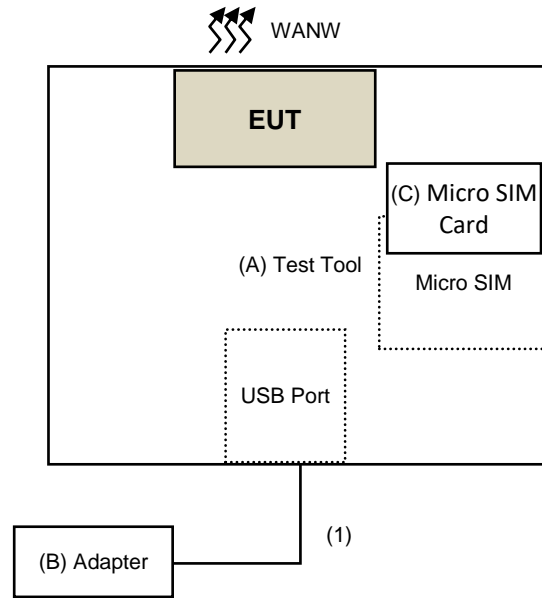 WANW
EUT
(C) Micro SIM
Card
(A) Test Tool
Micro SIM
USB Port
(1)
(B) Adapter